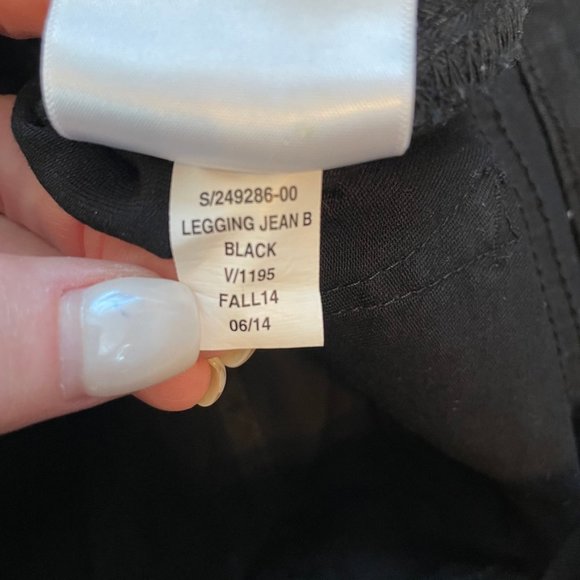 S/249286-00
LEGGING JEAN B
BLACK
V/1195
FALL14
06/14